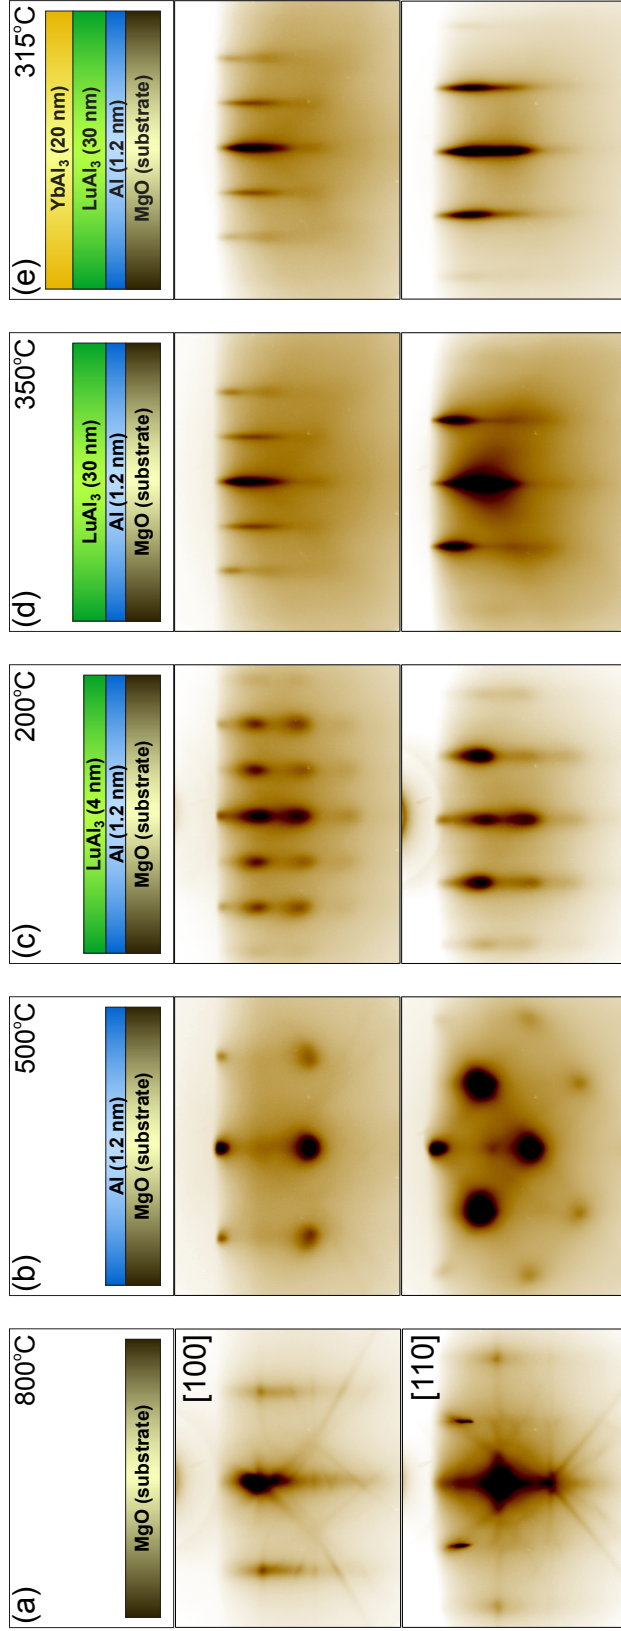 (a)
800°C
MgO (substrate)
[100]
[110]
(b)
500°C
Al (1.2 nm)
MgO (substrate)
(c)
200°C
LuAl₃ (4 nm)
Al (1.2 nm)
MgO (substrate)
(d)
350°C
LuAl₃ (30 nm)
Al (1.2 nm)
MgO (substrate)
(e)
315°C
YbAl₃ (20 nm)
LuAl₃ (30 nm)
Al (1.2 nm)
MgO (substrate)